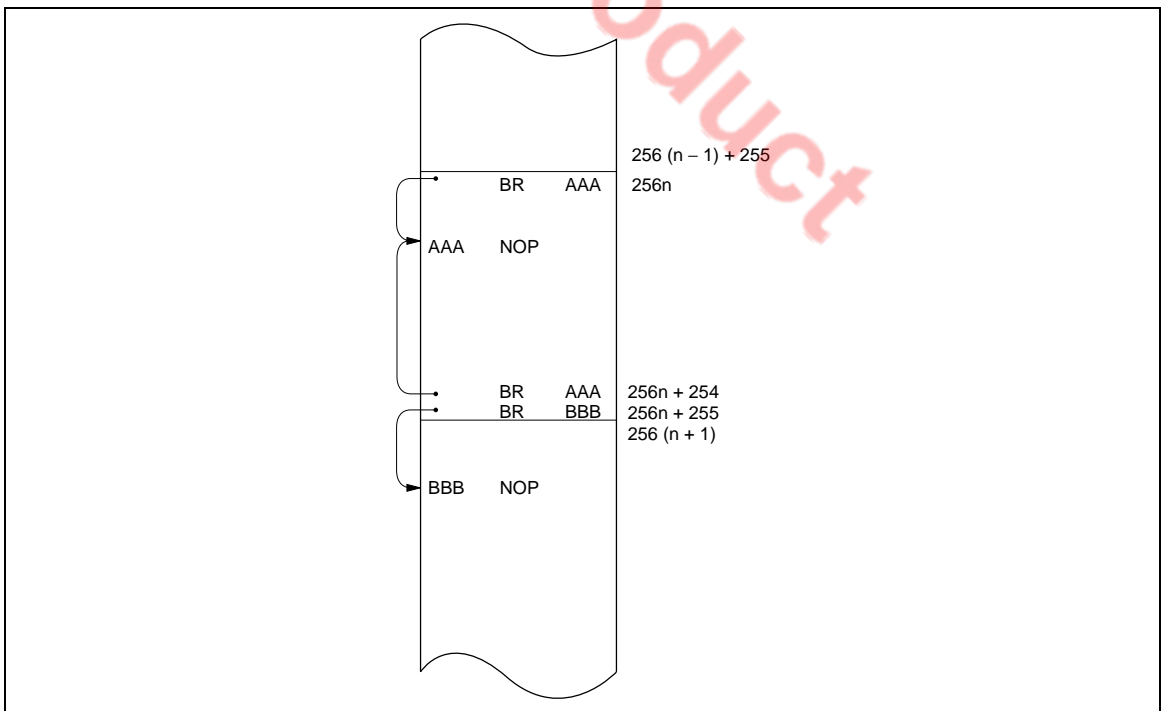 oduct
256 (n – 1) + 255
BR AAA 256n
AAA NOP
BR AAA 256n + 254
BR BBB 256n + 255
256 (n + 1)
BBB NOP